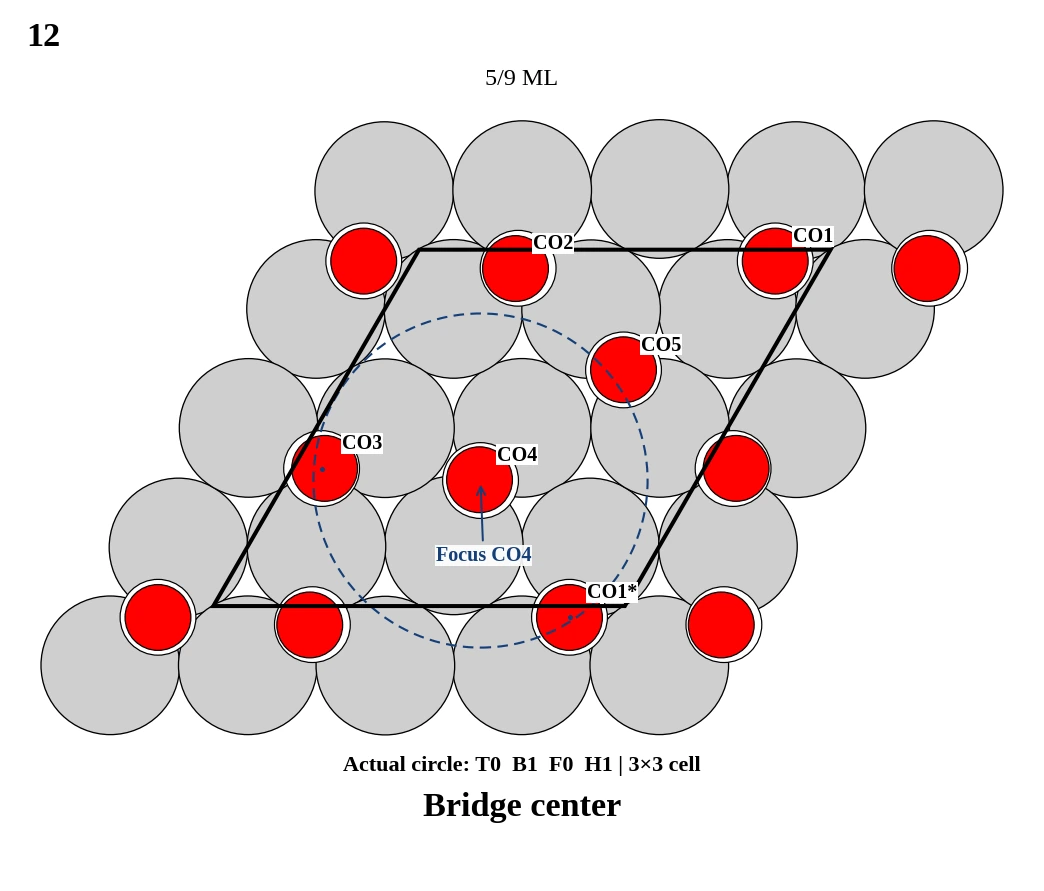 12
5/9 ML
CO1
CO2
CO5
CO3
CO4
Focus CO4
CO1*
Actual circle: T0 B1 F0 H1 | 3×3 cell
Bridge center